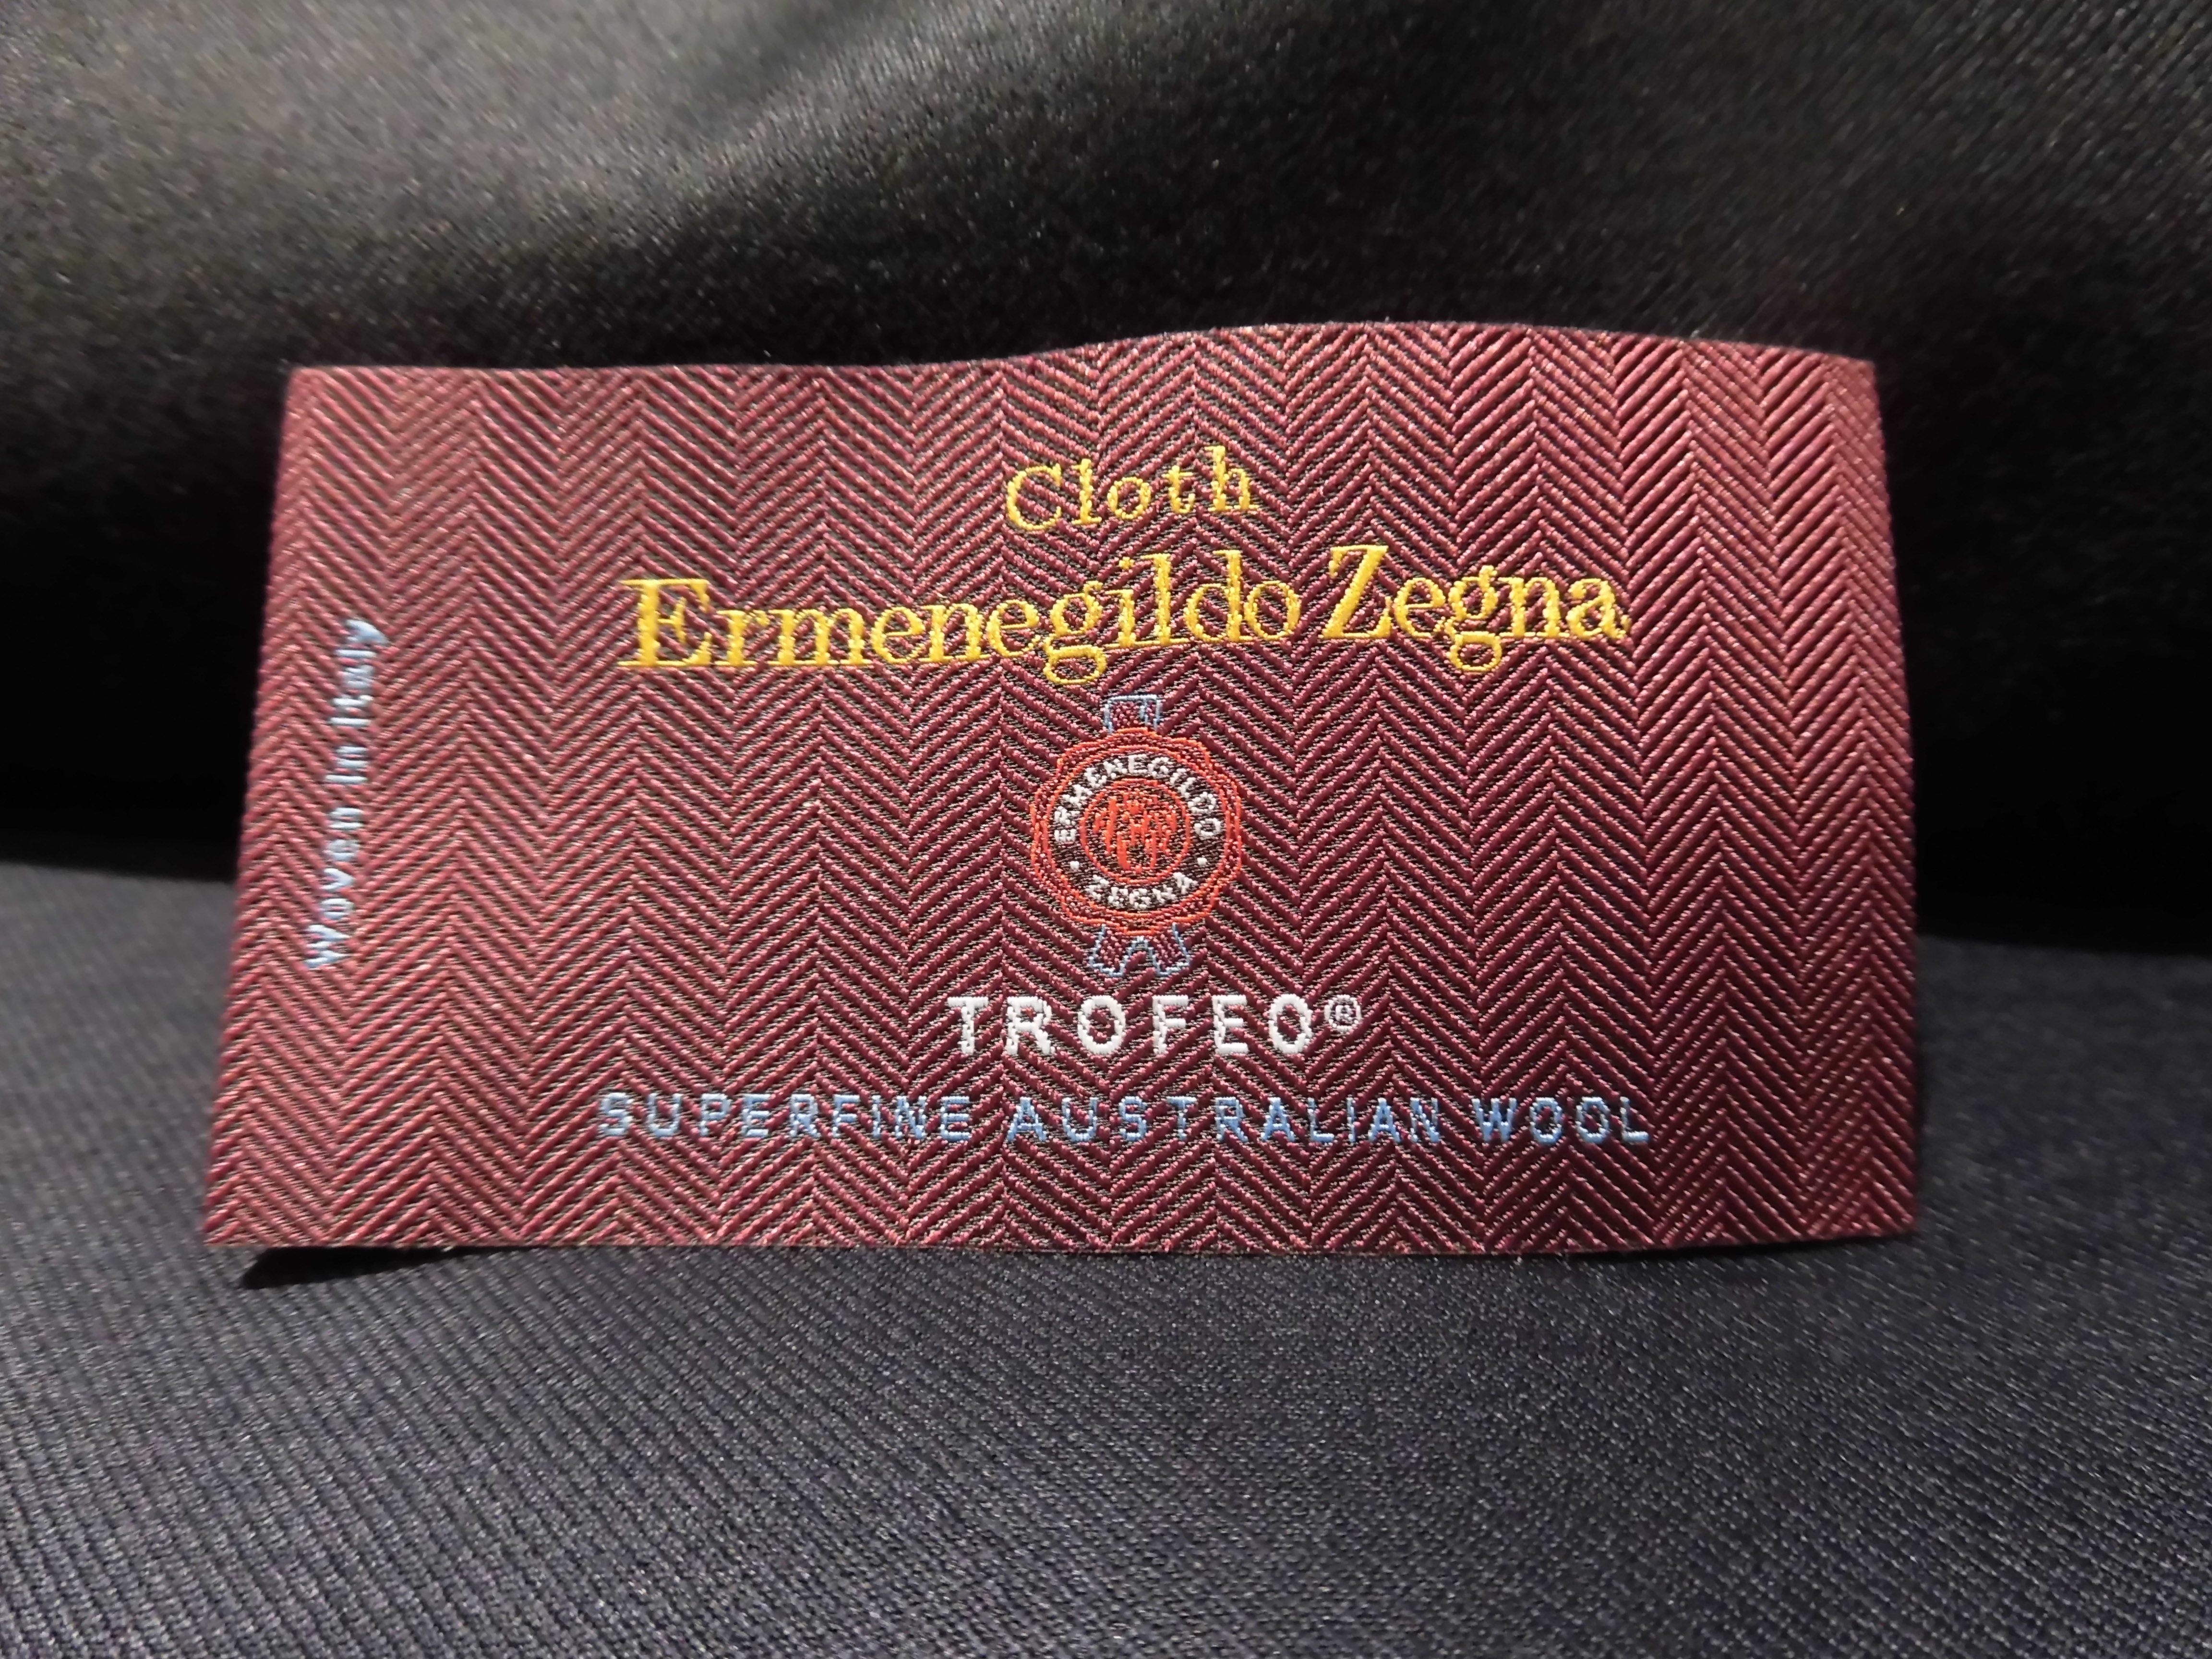 Cloth
Ermenegildo Zegna
ERMENEGILDO
ZEGNA
TROFEO®
SUPERFINE AUSTRALIAN WOOL
Woven in Italy